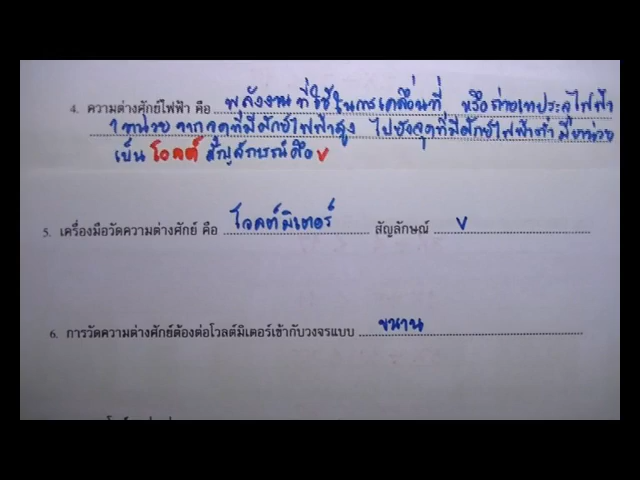 4. ความต่างศักย์ไฟฟ้า คือ พลังงานที่ใช้ในการเคลื่อนที่ หรือถ่ายเทประจุไฟฟ้า
1 หน่วย จากจุดที่มีศักย์ไฟฟ้าสูง ไปยังจุดที่มีศักย์ไฟฟ้าต่ำ มีหน่วย
เป็น โวลต์ สัญลักษณ์คือ V
5. เครื่องมือวัดความต่างศักย์ คือ โวลต์มิเตอร์ สัญลักษณ์ V
6. การวัดความต่างศักย์ต้องต่อโวลต์มิเตอร์เข้ากับวงจรแบบ ขนาน